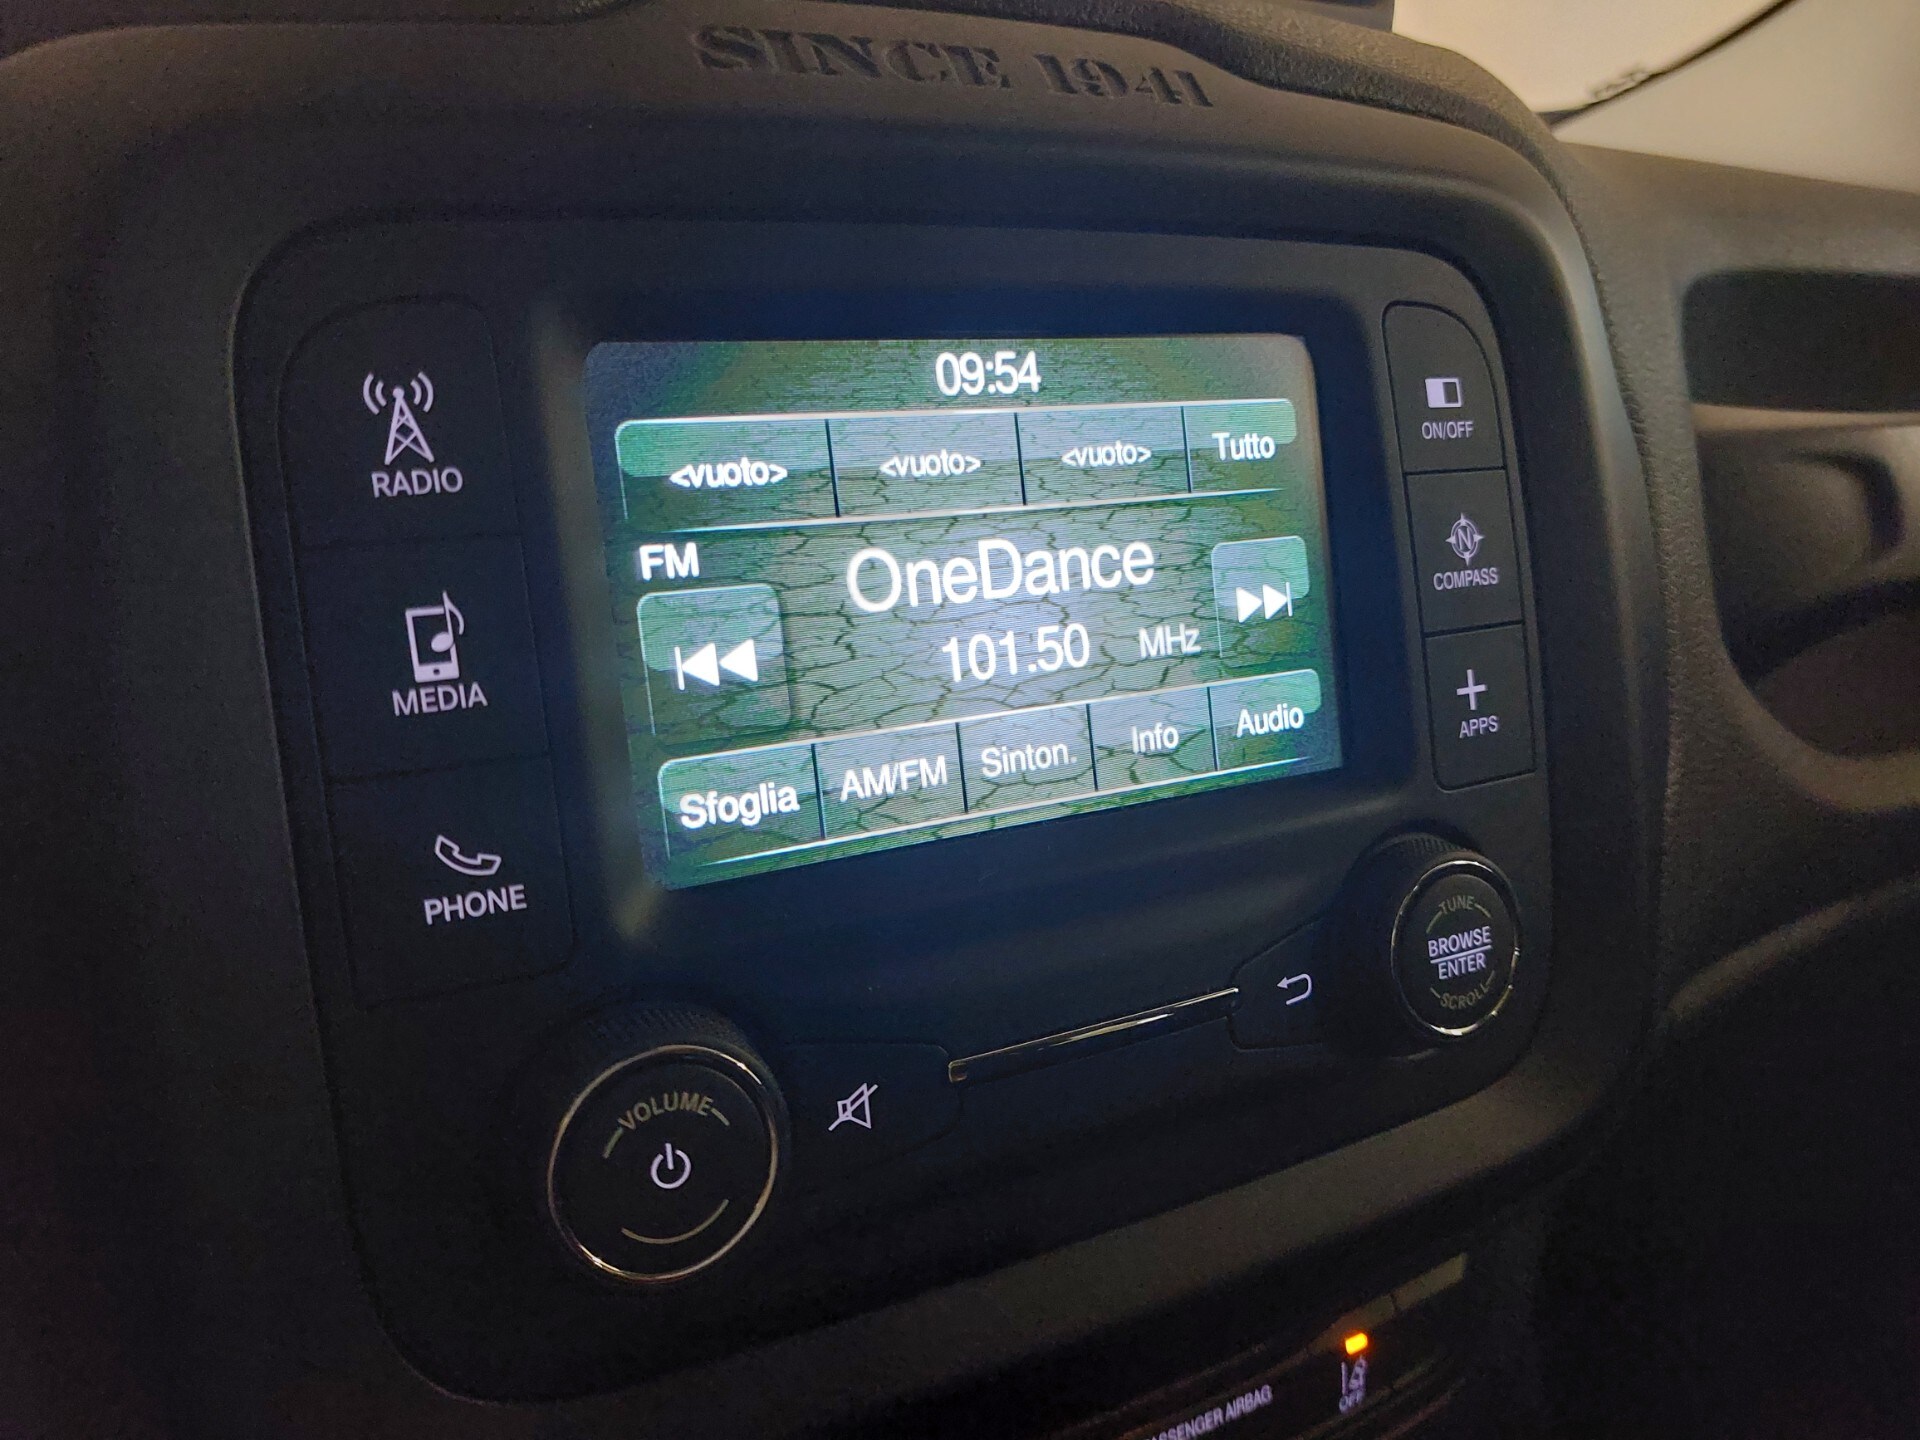 SINCE 1941
09:54
<vuoto> <vuoto> <vuoto> Tutto
FM
OneDance
101.50 MHz
Sfoglia AM/FM Sinton. Info Audio
RADIO
MEDIA
PHONE
ON/OFF
N
COMPASS
APPS
TUNE
BROWSE
ENTER
SCROLL
VOLUME
PASSENGER AIRBAG
OFF